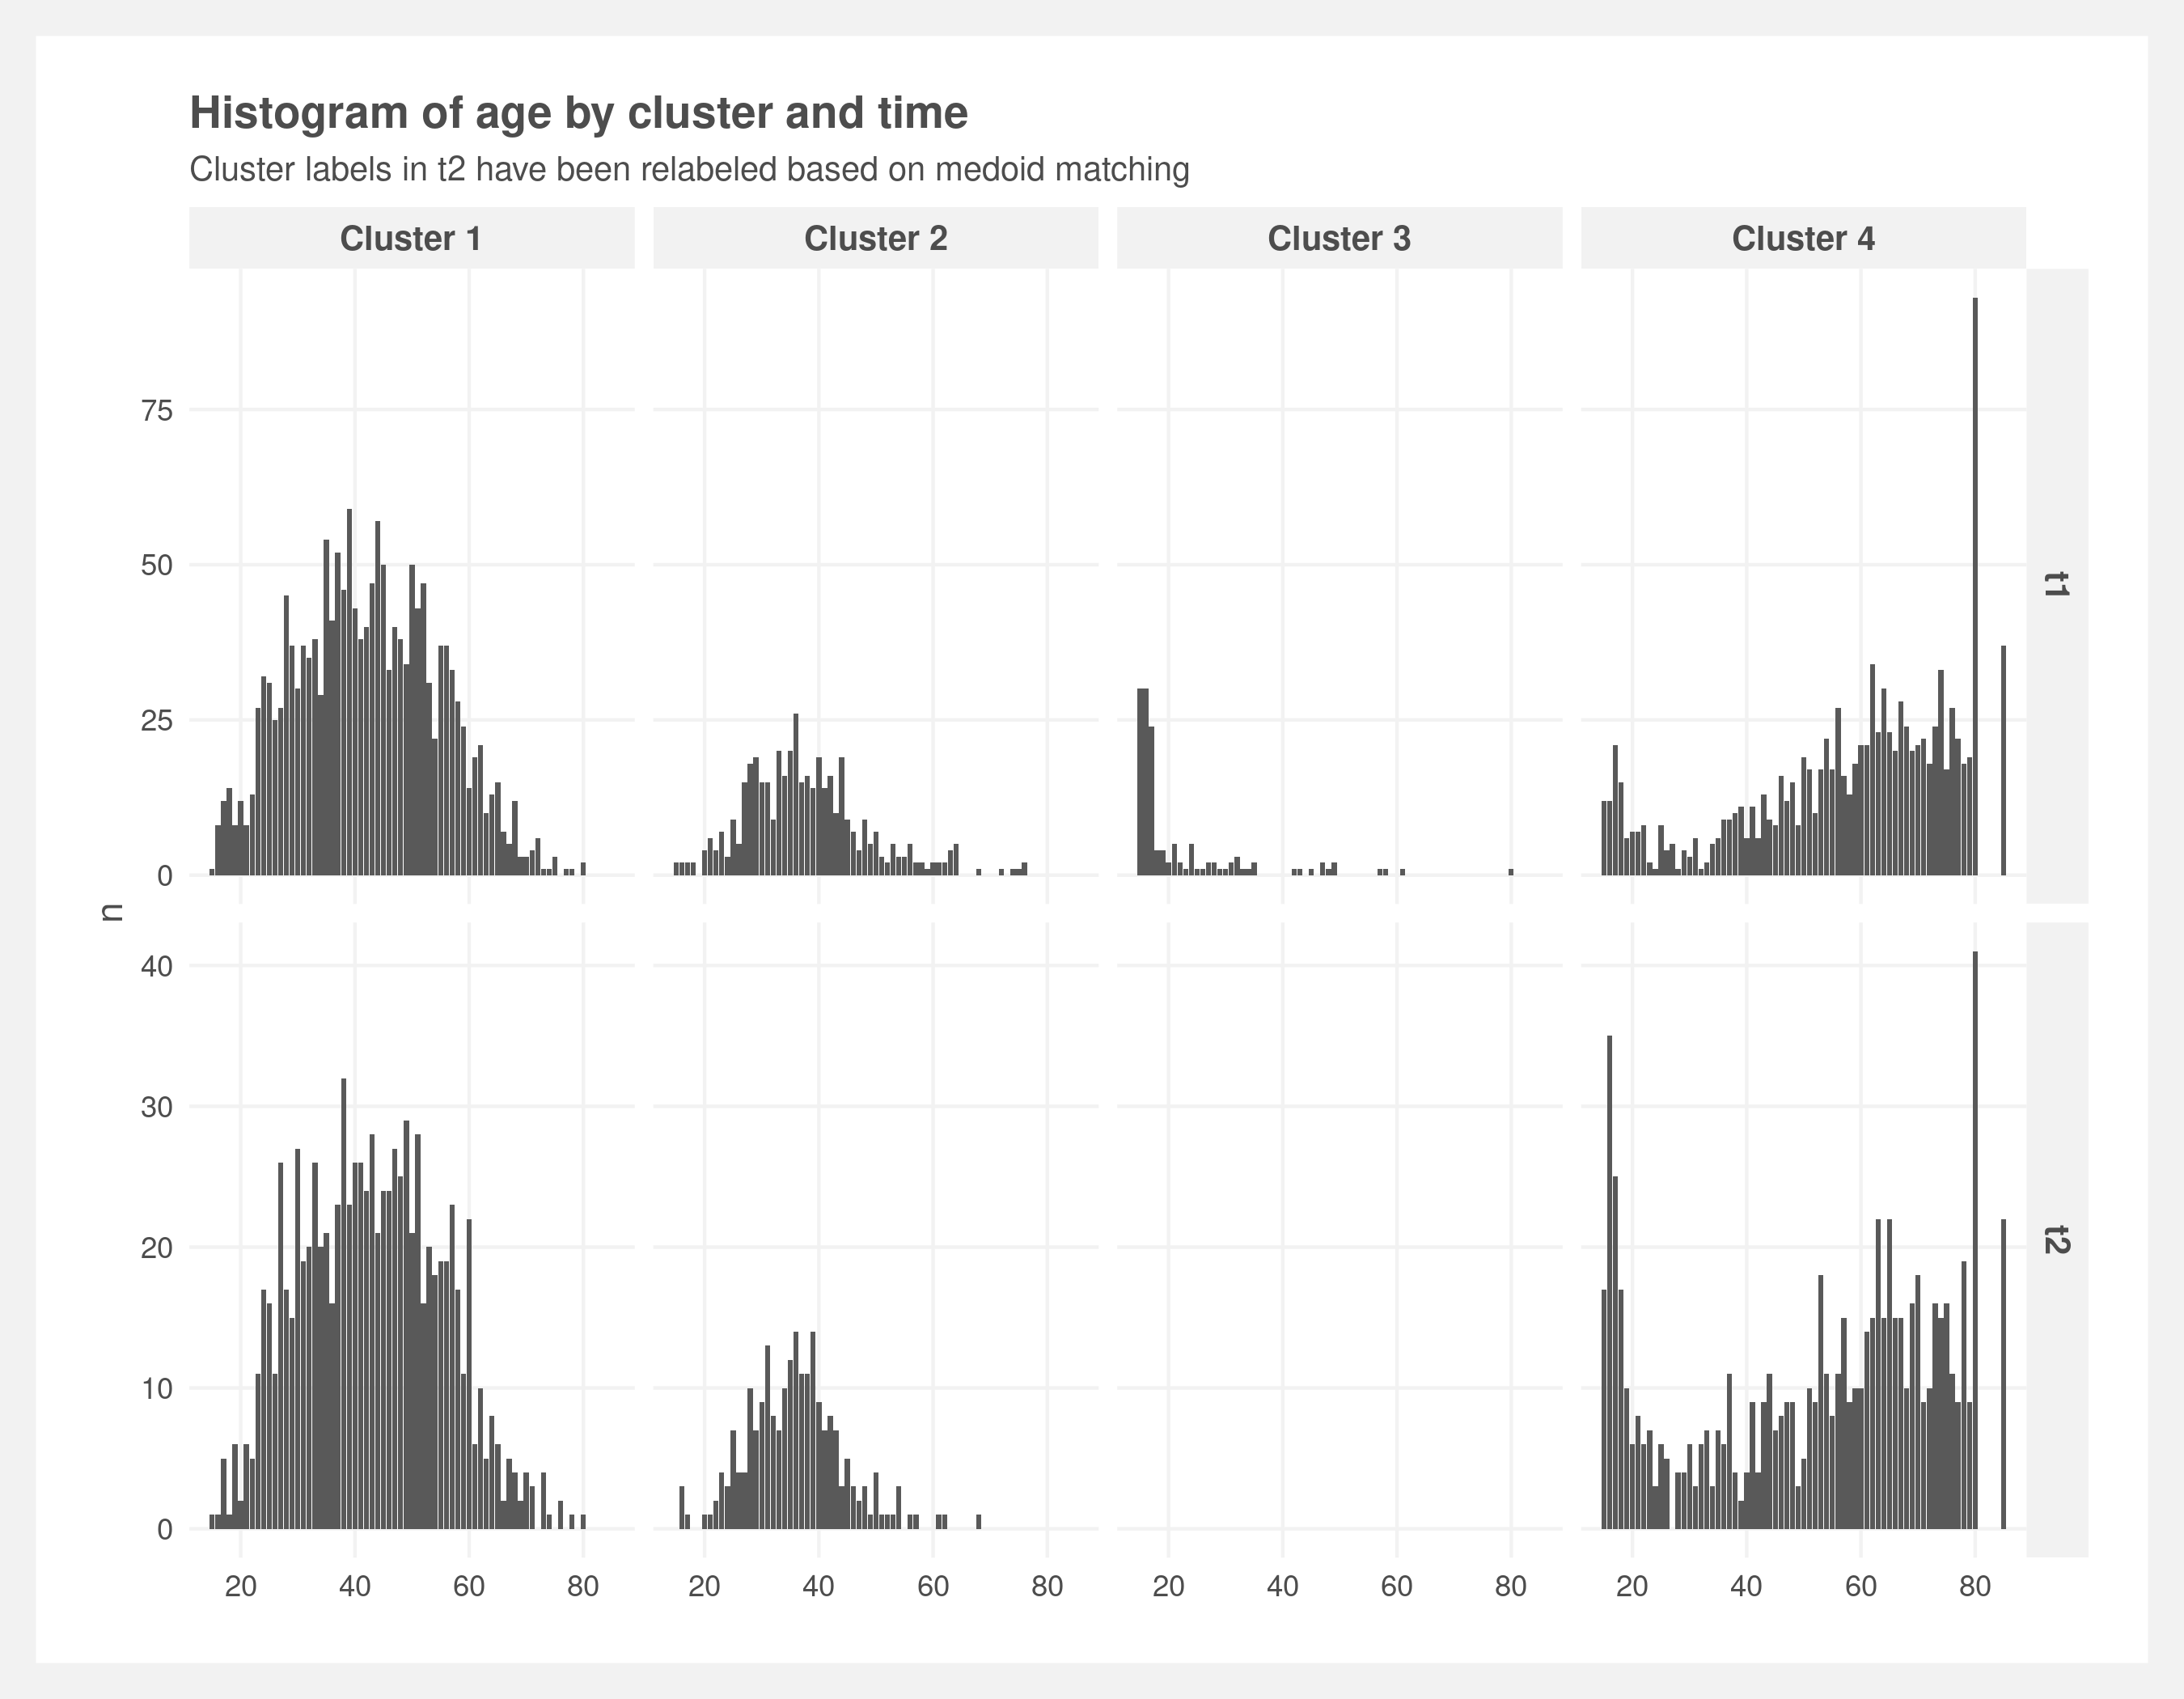 Histogram of age by cluster and time
Cluster labels in t2 have been relabeled based on medoid matching
Cluster 1 Cluster 2 Cluster 3 Cluster 4
75
50
25
0
t1
n
40
30
20
10
0
t2
20 40 60 80 20 40 60 80 20 40 60 80 20 40 60 80